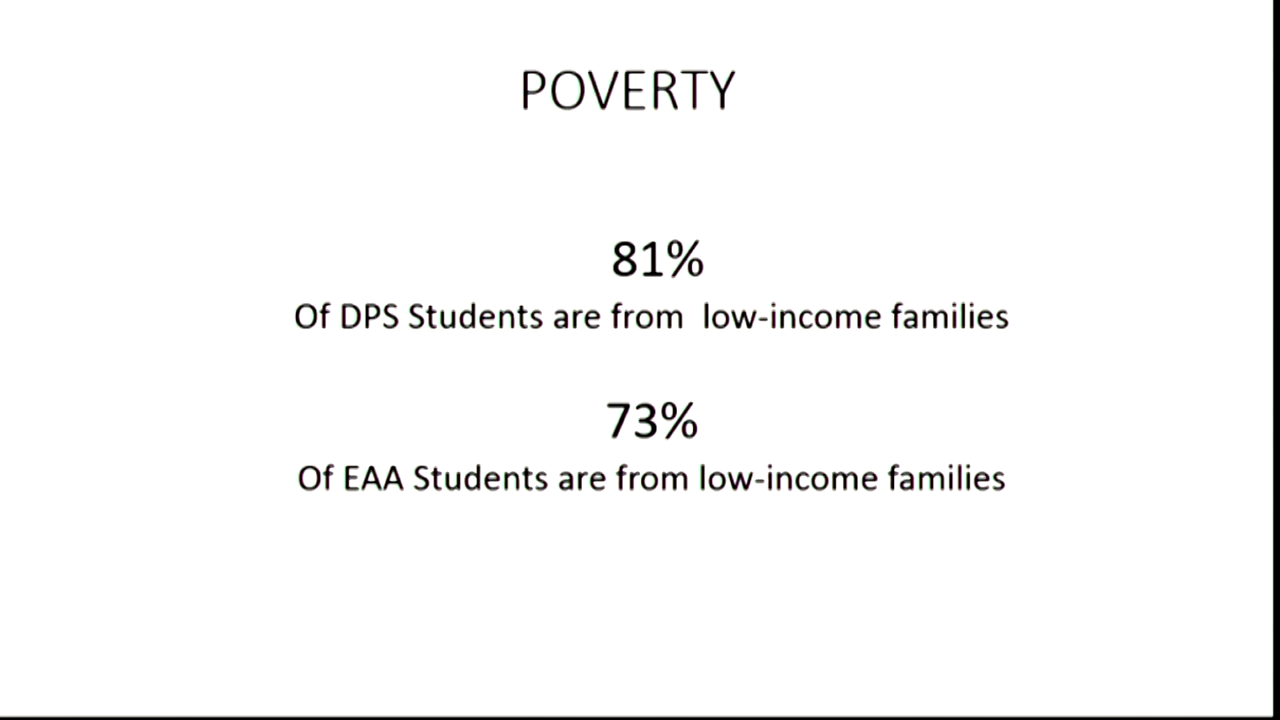 POVERTY
81%
Of DPS Students are from  low-income families
73%
Of EAA Students are from low-income families